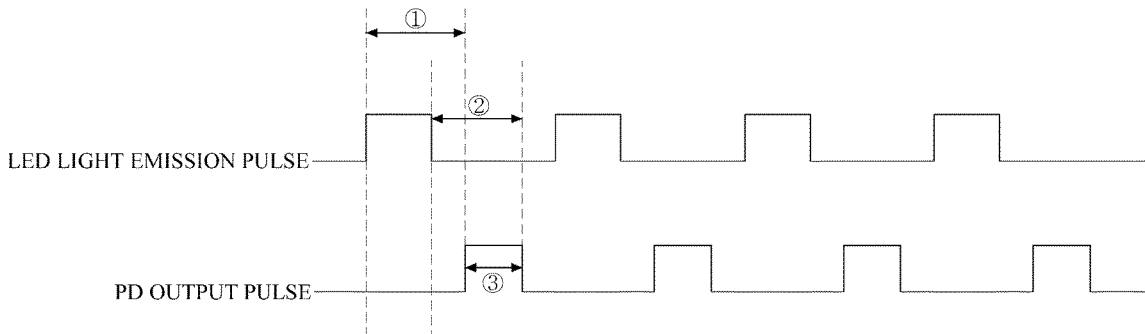 ①
②
LED LIGHT EMISSION PULSE
③
PD OUTPUT PULSE